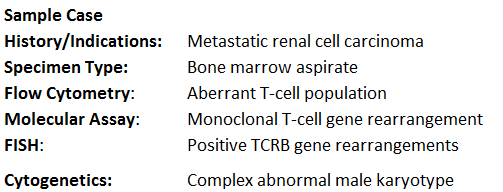 Sample Case
History/Indications: Metastatic renal cell carcinoma
Specimen Type: Bone marrow aspirate
Flow Cytometry: Aberrant T-cell population
Molecular Assay: Monoclonal T-cell gene rearrangement
FISH: Positive TCRB gene rearrangements
Cytogenetics: Complex abnormal male karyotype